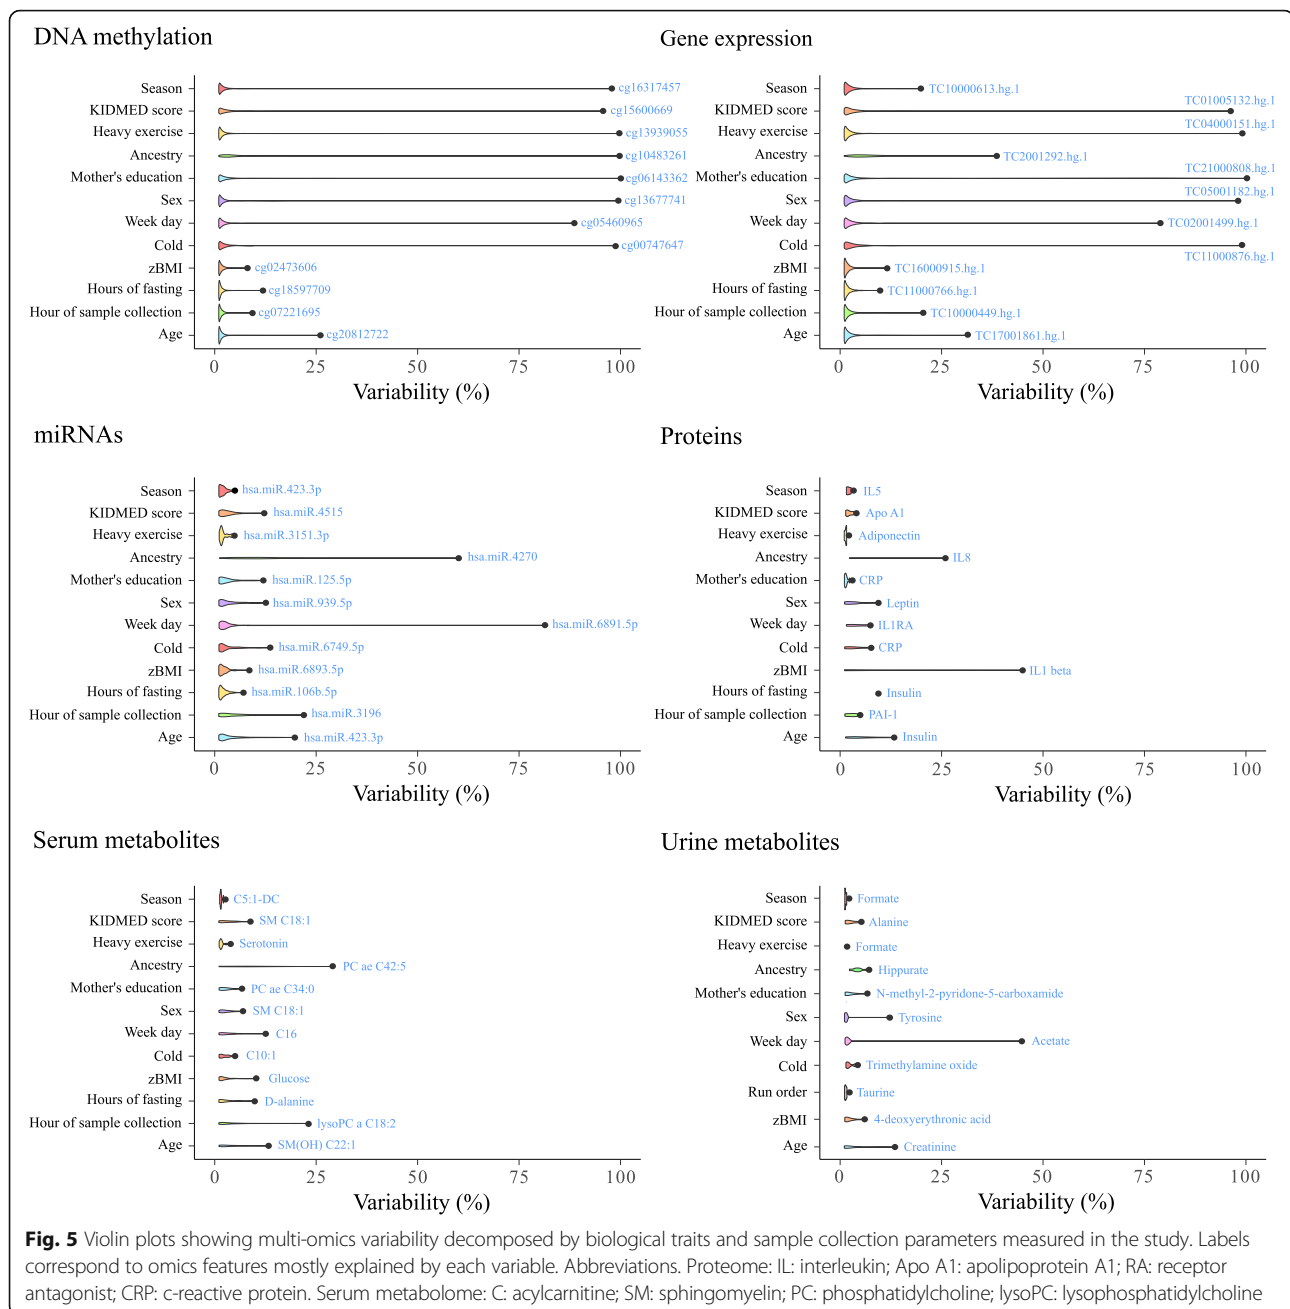 DNA methylation
Season cg16317457
KIDMED score cg15600669
Heavy exercise cg13939055
Ancestry cg10483261
Mother's education cg06143362
Sex cg13677741
Week day cg05460965
Cold cg00747647
zBMI cg02473606
Hours of fasting cg18597709
Hour of sample collection cg07221695
Age cg20812722
0 25 50 75 100
Variability (%)
Gene expression
Season TC10000613.hg.1
KIDMED score TC01005132.hg.1
Heavy exercise TC04000151.hg.1
Ancestry TC2001292.hg.1
Mother's education TC21000808.hg.1
Sex TC05001182.hg.1
Week day TC02001499.hg.1
Cold TC11000876.hg.1
zBMI TC16000915.hg.1
Hours of fasting TC11000766.hg.1
Hour of sample collection TC10000449.hg.1
Age TC17001861.hg.1
0 25 50 75 100
Variability (%)
miRNAs
Season hsa.miR.423.3p
KIDMED score hsa.miR.4515
Heavy exercise hsa.miR.3151.3p
Ancestry hsa.miR.4270
Mother's education hsa.miR.125.5p
Sex hsa.miR.939.5p
Week day hsa.miR.6891.5p
Cold hsa.miR.6749.5p
zBMI hsa.miR.6893.5p
Hours of fasting hsa.miR.106b.5p
Hour of sample collection hsa.miR.3196
Age hsa.miR.423.3p
0 25 50 75 100
Variability (%)
Proteins
Season IL5
KIDMED score Apo A1
Heavy exercise Adiponectin
Ancestry IL8
Mother's education CRP
Sex Leptin
Week day IL1RA
Cold CRP
zBMI IL1 beta
Hours of fasting Insulin
Hour of sample collection PAI-1
Age Insulin
0 25 50 75 100
Variability (%)
Serum metabolites
Season C5:1-DC
KIDMED score SM C18:1
Heavy exercise Serotonin
Ancestry PC ae C42:5
Mother's education PC ae C34:0
Sex SM C18:1
Week day C16
Cold C10:1
zBMI Glucose
Hours of fasting D-alanine
Hour of sample collection lysoPC a C18:2
Age SM(OH) C22:1
0 25 50 75 100
Variability (%)
Urine metabolites
Season Formate
KIDMED score Alanine
Heavy exercise Formate
Ancestry Hippurate
Mother's education N-methyl-2-pyridone-5-carboxamide
Sex Tyrosine
Week day Acetate
Cold Trimethylamine oxide
Run order Taurine
zBMI 4-deoxyerythronic acid
Age Creatinine
0 25 50 75 100
Variability (%)
Fig. 5 Violin plots showing multi-omics variability decomposed by biological traits and sample collection parameters measured in the study. Labels
correspond to omics features mostly explained by each variable. Abbreviations. Proteome: IL: interleukin; Apo A1: apolipoprotein A1; RA: receptor
antagonist; CRP: c-reactive protein. Serum metabolome: C: acylcarnitine; SM: sphingomyelin; PC: phosphatidylcholine; lysoPC: lysophosphatidylcholine